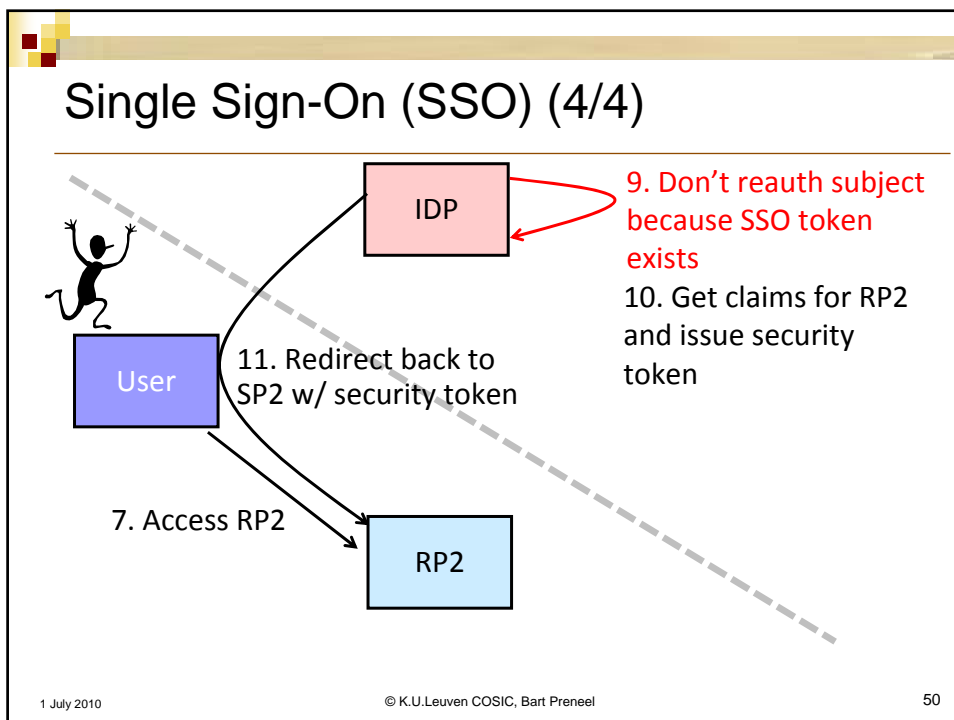 Single Sign-On (SSO) (4/4)
IDP
9. Don't reauth subject
because SSO token
exists
10. Get claims for RP2
and issue security
token
User
11. Redirect back to
SP2 w/ security token
7. Access RP2
RP2
1 July 2010
© K.U.Leuven COSIC, Bart Preneel
50